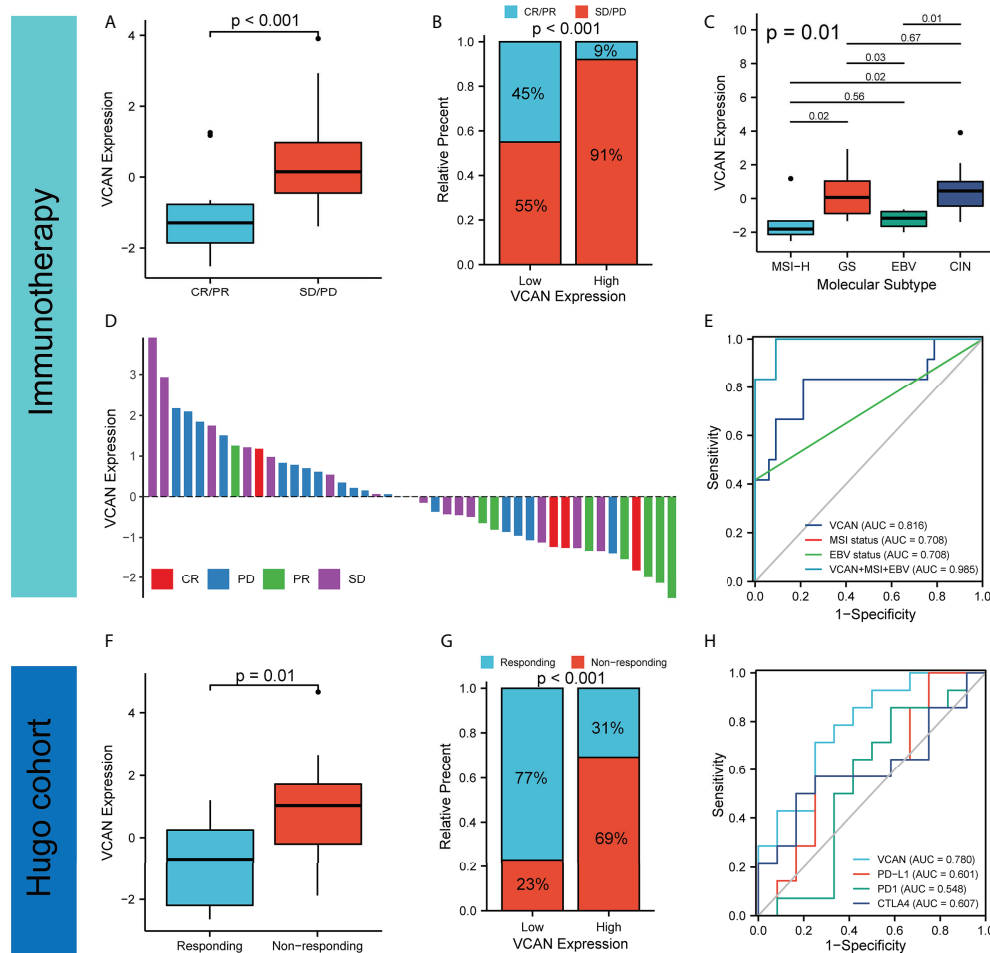 Immunotherapy
A
p < 0.001
VCAN Expression
4
2
0
−2
CR/PR
SD/PD
B
CR/PR
SD/PD
p < 0.001
Relative Precent
1.0
0.8
0.6
0.4
0.2
0.0
45%
55%
9%
91%
Low
High
VCAN Expression
C
p = 0.01
0.01
0.67
0.03
0.02
0.56
0.02
VCAN Expression
10
8
6
4
2
0
−2
MSI−H
GS
EBV
CIN
Molecular Subtype
D
VCAN Expression
3
2
1
0
−1
−2
CR
PD
PR
SD
E
Sensitivity
1.0
0.8
0.6
0.4
0.2
0.0
VCAN (AUC = 0.816)
MSI status (AUC = 0.708)
EBV status (AUC = 0.708)
VCAN+MSI+EBV (AUC = 0.985)
0.0
0.2
0.4
0.6
0.8
1.0
1−Specificity
Hugo cohort
F
p = 0.01
VCAN Expression
4
2
0
−2
Responding
Non−responding
G
Responding
Non−responding
p < 0.001
Relative Precent
1.0
0.8
0.6
0.4
0.2
0.0
77%
23%
31%
69%
Low
High
VCAN Expression
H
Sensitivity
1.0
0.8
0.6
0.4
0.2
0.0
VCAN (AUC = 0.780)
PD−L1 (AUC = 0.601)
PD1 (AUC = 0.548)
CTLA4 (AUC = 0.607)
0.0
0.2
0.4
0.6
0.8
1.0
1−Specificity